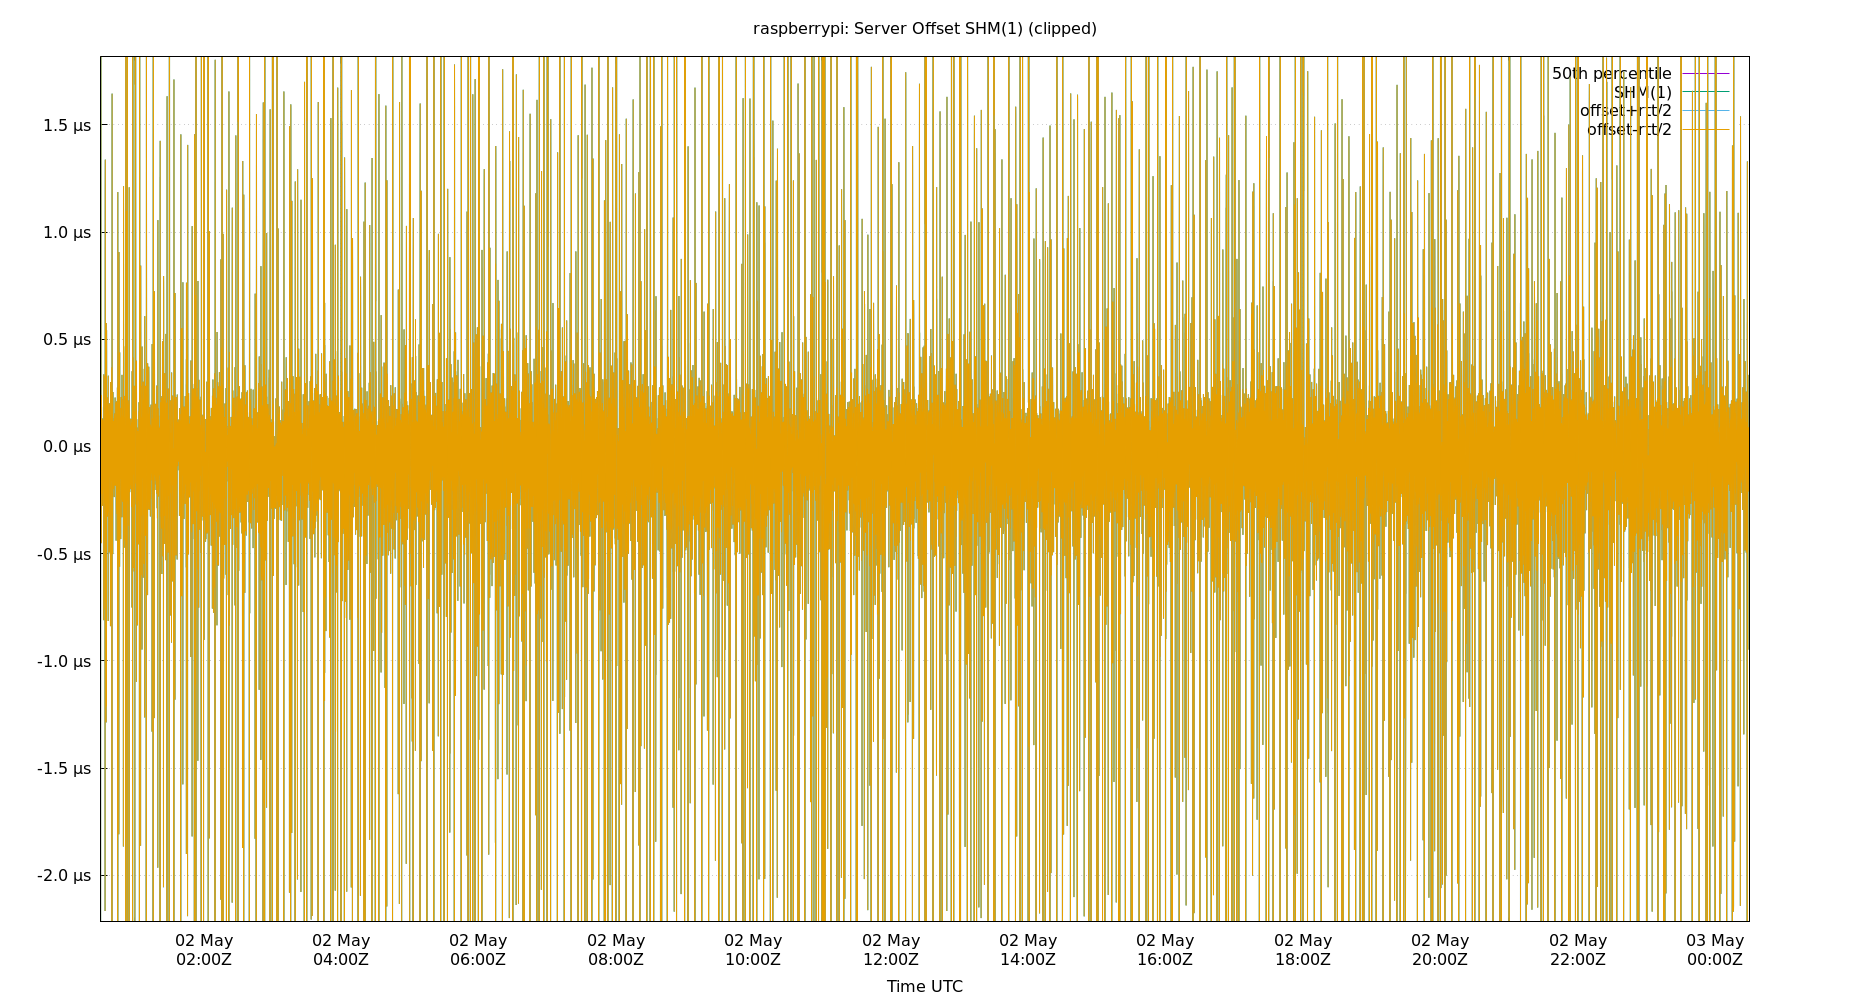 raspberrypi: Server Offset SHM(1) (clipped)
50th percentile
SHM(1)
offset+rtt/2
offset-rtt/2
1.5 µs
1.0 µs
0.5 µs
0.0 µs
-0.5 µs
-1.0 µs
-1.5 µs
-2.0 µs
02 May 02 May 02 May 02 May 02 May 02 May 02 May 02 May 02 May 02 May 02 May 03 May
02:00Z 04:00Z 06:00Z 08:00Z 10:00Z 12:00Z 14:00Z 16:00Z 18:00Z 20:00Z 22:00Z 00:00Z
Time UTC